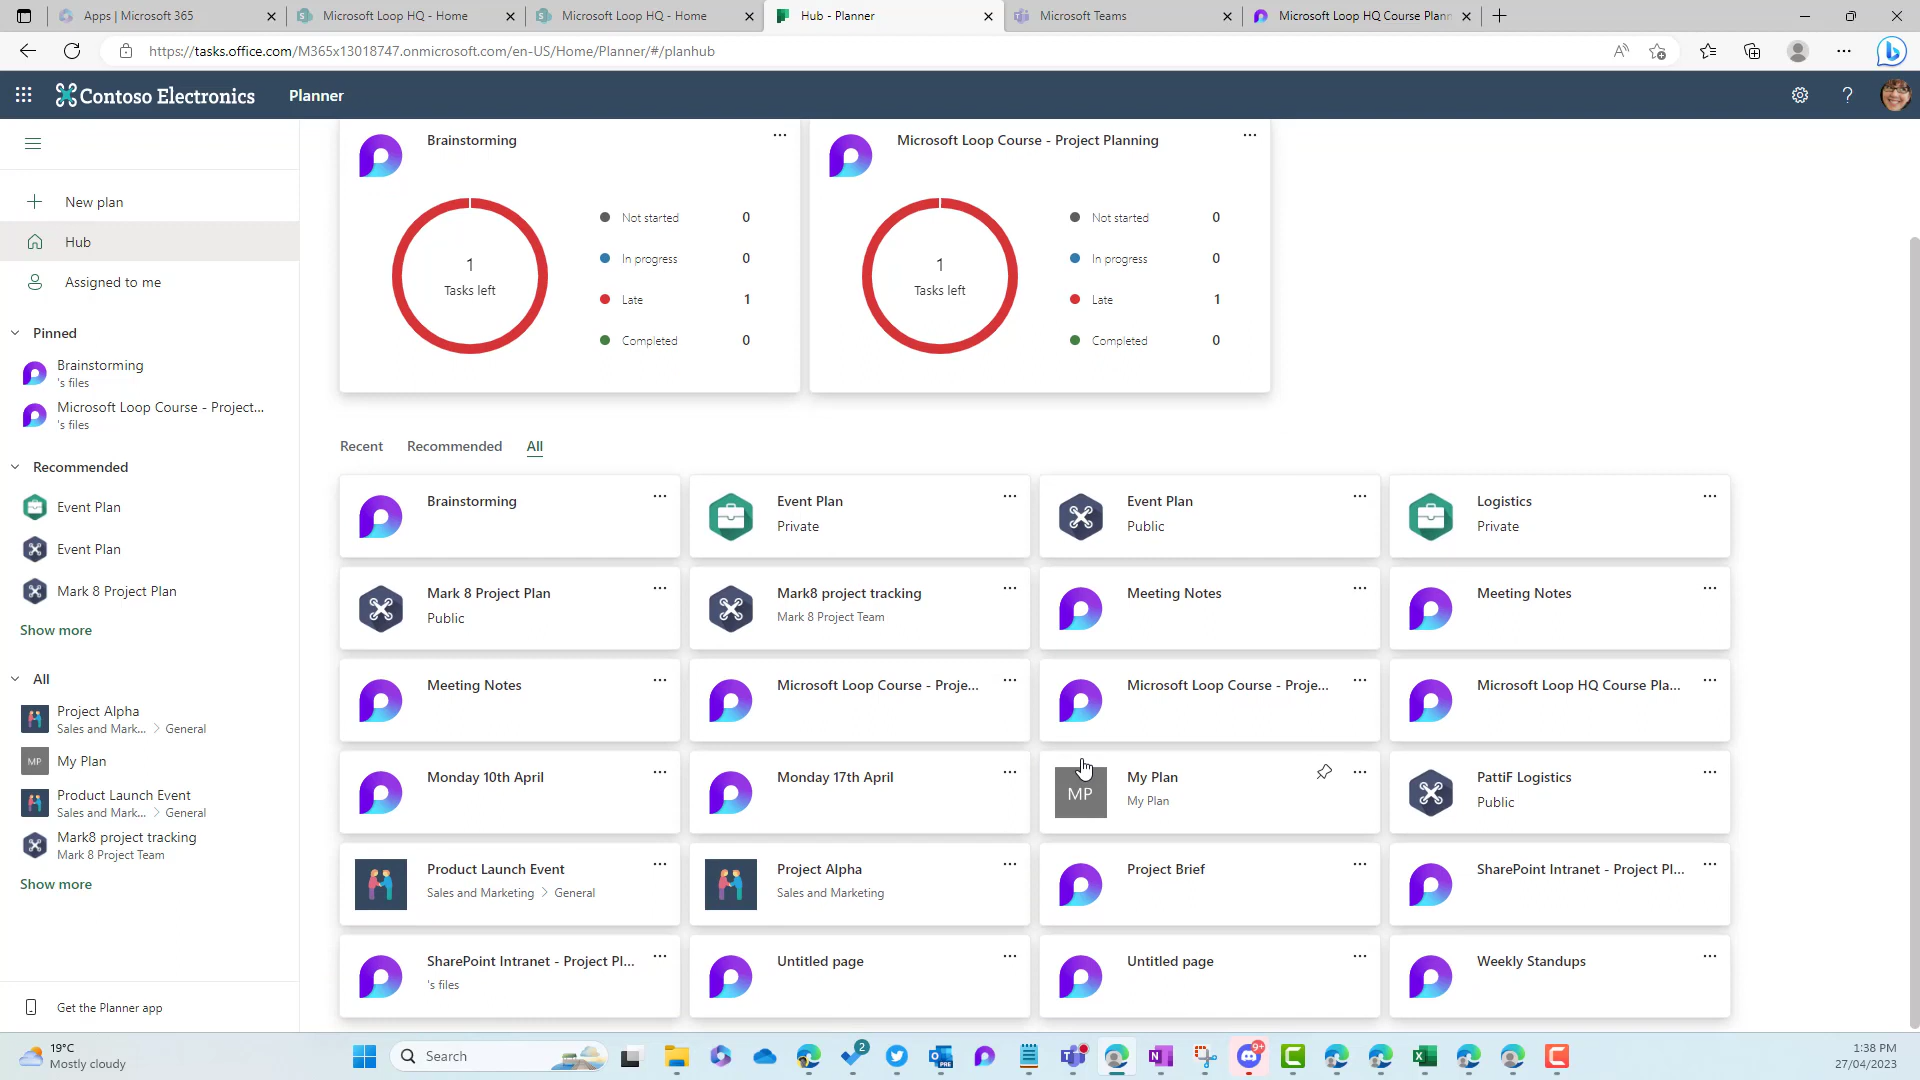 Apps | Microsoft 365
Microsoft Loop HQ - Home
Microsoft Loop HQ - Home
Hub - Planner
Microsoft Teams
Microsoft Loop HQ Course Plann
https://tasks.office.com/M365x13018747.onmicrosoft.com/en-US/Home/Planner/#/planhub
Contoso Electronics
Planner
New plan
Hub
Assigned to me
Pinned
Brainstorming
's files
Microsoft Loop Course - Project...
's files
Recommended
Event Plan
Event Plan
Mark 8 Project Plan
Show more
All
Project Alpha
Sales and Mark... > General
MP
My Plan
Product Launch Event
Sales and Mark... > General
Mark8 project tracking
Mark 8 Project Team
Show more
Get the Planner app
Brainstorming
1
Tasks left
Not started 0
In progress 0
Late 1
Completed 0
Microsoft Loop Course - Project Planning
1
Tasks left
Not started 0
In progress 0
Late 1
Completed 0
Recent Recommended All
Brainstorming
Event Plan
Private
Event Plan
Public
Logistics
Private
Mark 8 Project Plan
Public
Mark8 project tracking
Mark 8 Project Team
Meeting Notes
Meeting Notes
Meeting Notes
Microsoft Loop Course - Proje...
Microsoft Loop Course - Proje...
Microsoft Loop HQ Course Pla...
Monday 10th April
Monday 17th April
MP
My Plan
My Plan
PattiF Logistics
Public
Product Launch Event
Sales and Marketing > General
Project Alpha
Sales and Marketing
Project Brief
SharePoint Intranet - Project Pl...
SharePoint Intranet - Project Pl...
's files
Untitled page
Untitled page
Weekly Standups
19°C
Mostly cloudy
Search
2
PRE
9+
1:38 PM
27/04/2023